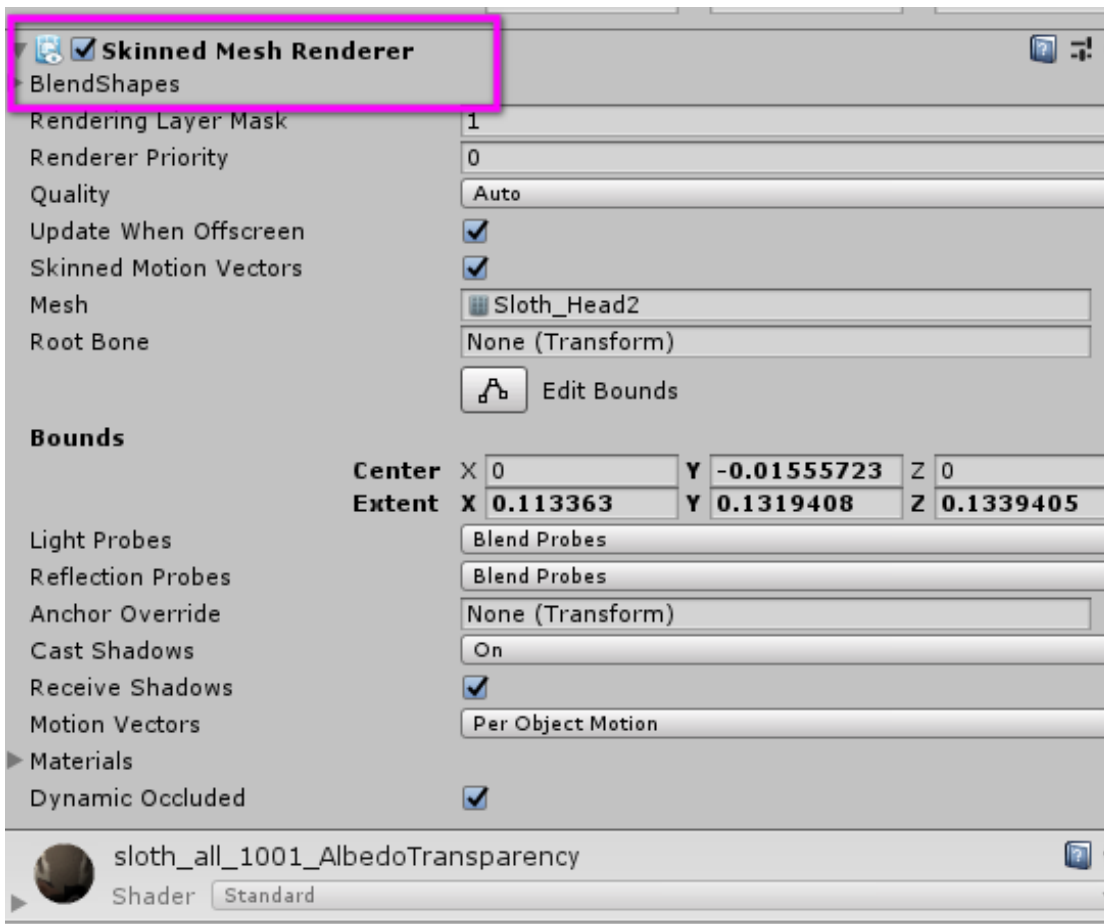 Skinned Mesh Renderer
BlendShapes
Rendering Layer Mask 1
Renderer Priority 0
Quality Auto
Update When Offscreen
Skinned Motion Vectors
Mesh Sloth_Head2
Root Bone None (Transform)
Edit Bounds
Bounds
Center X 0 Y -0.01555723 Z 0
Extent X 0.113363 Y 0.1319408 Z 0.1339405
Light Probes Blend Probes
Reflection Probes Blend Probes
Anchor Override None (Transform)
Cast Shadows On
Receive Shadows
Motion Vectors Per Object Motion
Materials
Dynamic Occluded
sloth_all_1001_AlbedoTransparency
Shader Standard